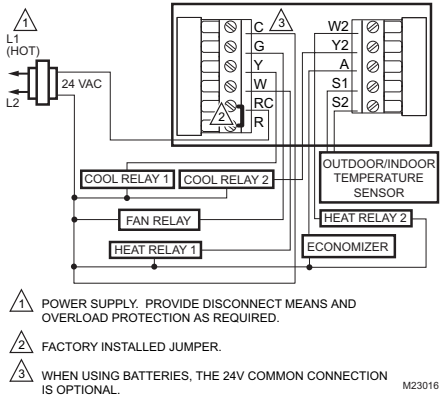 1
L1
(HOT)
L2
24 VAC
3
C
G
Y
W
RC
R
2
W2
Y2
A
S1
S2
OUTDOOR/INDOOR
TEMPERATURE
SENSOR
COOL RELAY 1
COOL RELAY 2
FAN RELAY
HEAT RELAY 2
HEAT RELAY 1
ECONOMIZER
1 POWER SUPPLY. PROVIDE DISCONNECT MEANS AND
OVERLOAD PROTECTION AS REQUIRED.
2 FACTORY INSTALLED JUMPER.
3 WHEN USING BATTERIES, THE 24V COMMON CONNECTION
IS OPTIONAL.
M23016